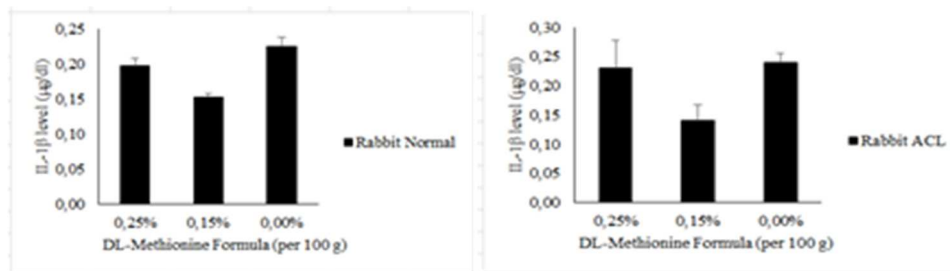 0,25
0,20
0,15
0,10
0,05
0,00
IL-1β level (µg/dl)
0,25% 0,15% 0,00%
DL-Methionine Formula (per 100 g)
Rabbit Normal
0,30
0,25
0,20
0,15
0,10
0,05
0,00
IL-1β level (µg/dl)
0,25% 0,15% 0,00%
DL-Methionine Formula (per 100 g)
Rabbit ACL